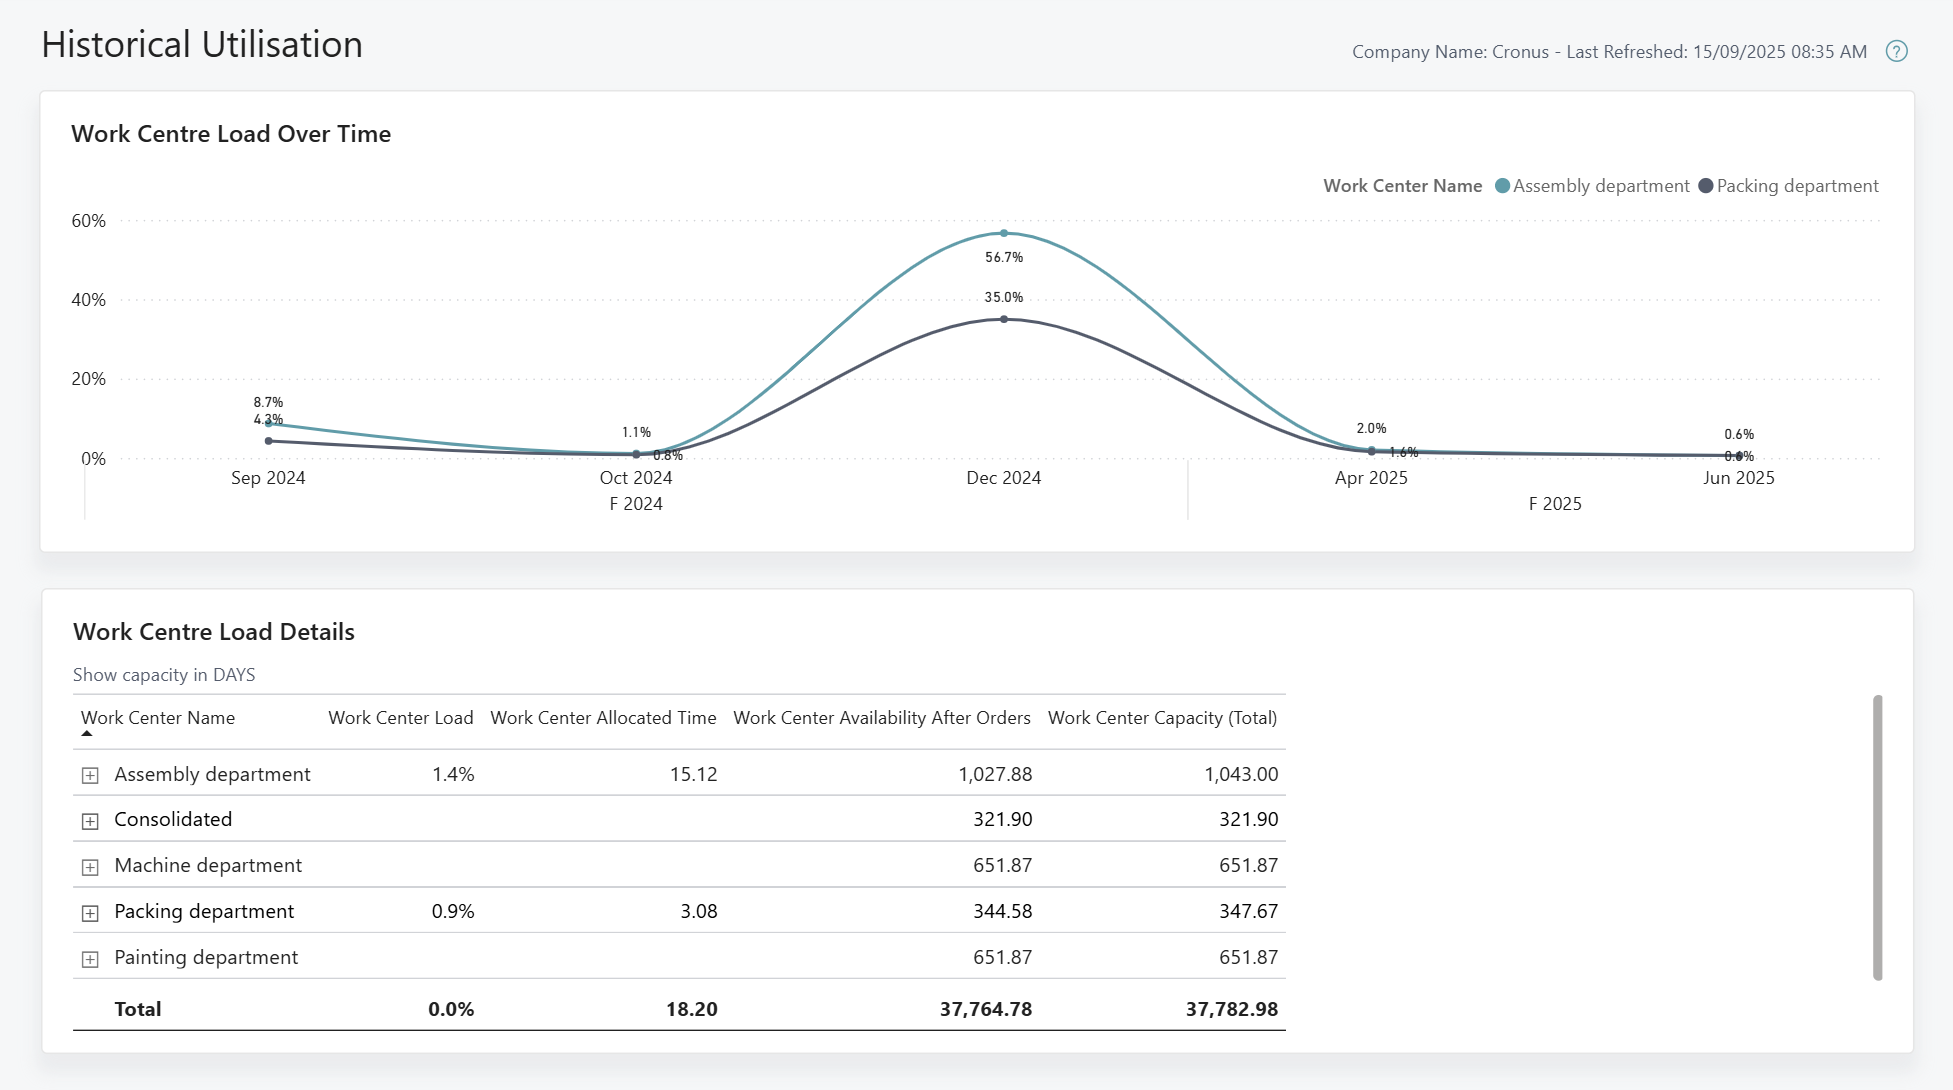 Historical Utilisation
Company Name: Cronus - Last Refreshed: 15/09/2025 08:35 AM ?
Work Centre Load Over Time
Work Center Name Assembly department Packing department
60%
40%
20%
0%
56.7%
35.0%
8.7%
4.3%
1.1%
0.8%
2.0%
1.6%
0.6%
Sep 2024 Oct 2024 Dec 2024 Apr 2025 Jun 2025
F 2024 F 2025
Work Centre Load Details
Show capacity in DAYS
Work Center Name Work Center Load Work Center Allocated Time Work Center Availability After Orders Work Center Capacity (Total)
Assembly department 1.4% 15.12 1,027.88 1,043.00
Consolidated 321.90 321.90
Machine department 651.87 651.87
Packing department 0.9% 3.08 344.58 347.67
Painting department 651.87 651.87
Total 0.0% 18.20 37,764.78 37,782.98